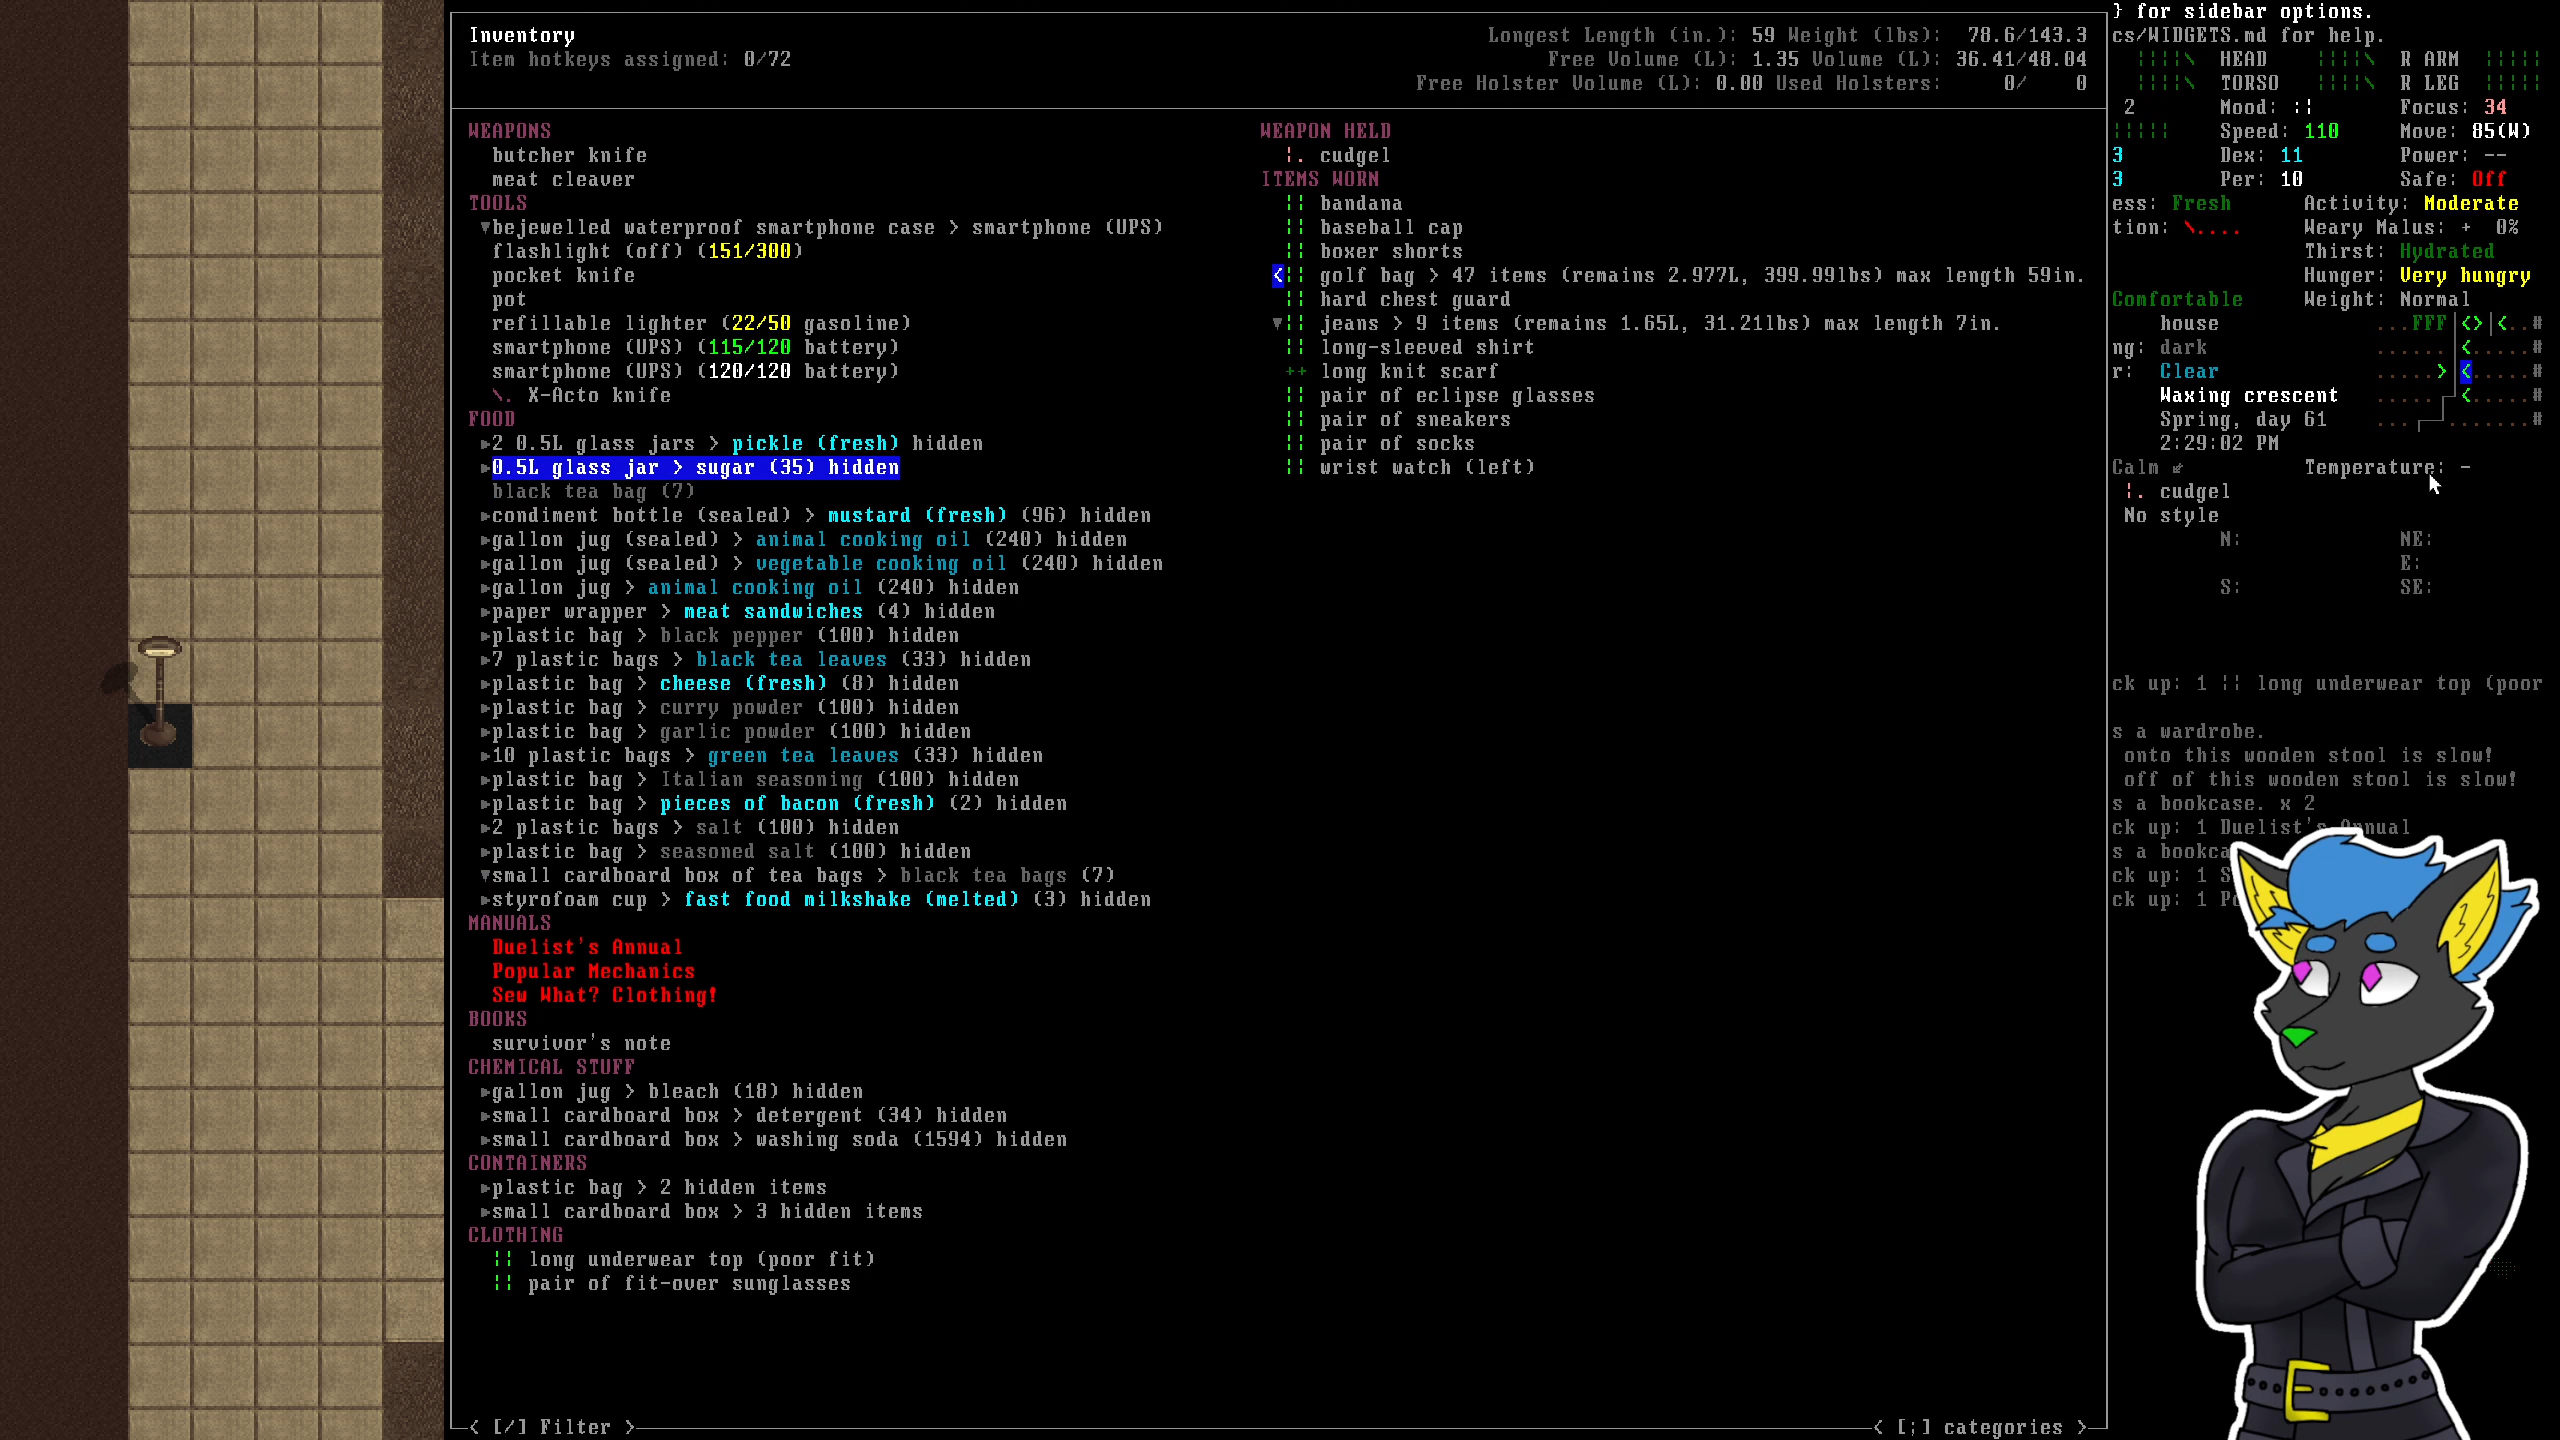 Inventory
Item hotkeys assigned: 0/72
Longest Length (in.): 59 Weight (lbs): 78.6/143.3
Free Volume (L): 1.35 Volume (L): 36.41/48.04
Free Holster Volume (L): 0.00 Used Holsters: 0/ 0
WEAPONS
butcher knife
meat cleaver
TOOLS
▼bejewelled waterproof smartphone case > smartphone (UPS)
flashlight (off) (151/300)
pocket knife
pot
refillable lighter (22/50 gasoline)
smartphone (UPS) (115/120 battery)
smartphone (UPS) (120/120 battery)
\. X-Acto knife
FOOD
▶2 0.5L glass jars > pickle (fresh) hidden
▶0.5L glass jar > sugar (35) hidden
black tea bag (7)
▶condiment bottle (sealed) > mustard (fresh) (96) hidden
▶gallon jug (sealed) > animal cooking oil (240) hidden
▶gallon jug (sealed) > vegetable cooking oil (240) hidden
▶gallon jug > animal cooking oil (240) hidden
▶paper wrapper > meat sandwiches (4) hidden
▶plastic bag > black pepper (100) hidden
▶7 plastic bags > black tea leaves (33) hidden
▶plastic bag > cheese (fresh) (8) hidden
▶plastic bag > curry powder (100) hidden
▶plastic bag > garlic powder (100) hidden
▶10 plastic bags > green tea leaves (33) hidden
▶plastic bag > Italian seasoning (100) hidden
▶plastic bag > pieces of bacon (fresh) (2) hidden
▶2 plastic bags > salt (100) hidden
▶plastic bag > seasoned salt (100) hidden
▼small cardboard box of tea bags > black tea bags (7)
▶styrofoam cup > fast food milkshake (melted) (3) hidden
MANUALS
Duelist's Annual
Popular Mechanics
Sew What? Clothing!
BOOKS
survivor's note
CHEMICAL STUFF
▶gallon jug > bleach (18) hidden
▶small cardboard box > detergent (34) hidden
▶small cardboard box > washing soda (1594) hidden
CONTAINERS
▶plastic bag > 2 hidden items
▶small cardboard box > 3 hidden items
CLOTHING
¦¦ long underwear top (poor fit)
¦¦ pair of fit-over sunglasses
WEAPON HELD
¦. cudgel
ITEMS WORN
¦¦ bandana
¦¦ baseball cap
¦¦ boxer shorts
<¦¦ golf bag > 47 items (remains 2.977L, 399.99lbs) max length 59in.
¦¦ hard chest guard
▼¦¦ jeans > 9 items (remains 1.65L, 31.21lbs) max length 7in.
¦¦ long-sleeved shirt
++ long knit scarf
¦¦ pair of eclipse glasses
¦¦ pair of sneakers
¦¦ pair of socks
¦¦ wrist watch (left)
< [/] Filter >
< [;] categories >
} for sidebar options.
cs/WIDGETS.md for help.
¦¦¦¦\ HEAD ¦¦¦¦\ R ARM ¦¦¦¦¦
¦¦¦¦\ TORSO ¦¦¦¦\ R LEG ¦¦¦¦¦
2 Mood: :¦ Focus: 34
¦¦¦¦¦ Speed: 110 Move: 85(W)
3 Dex: 11 Power: --
3 Per: 10 Safe: Off
ess: Fresh Activity: Moderate
tion: \.... Weary Malus: + 0%
Thirst: Hydrated
Hunger: Very hungry
Comfortable Weight: Normal
house ...FFF|<>|<..#
ng: dark ......|<.....#
r: Clear .....>|<.....#
Waxing crescent .....|<.....#
Spring, day 61 ... .......#
2:29:02 PM
Calm Temperature: -
¦. cudgel
No style
N: NE:
E:
S: SE:
ck up: 1 ¦¦ long underwear top (poor
s a wardrobe.
onto this wooden stool is slow!
off of this wooden stool is slow!
s a bookcase. x 2
ck up: 1 Duelist's Annual
s a bookca
ck up: 1 S
ck up: 1 Po